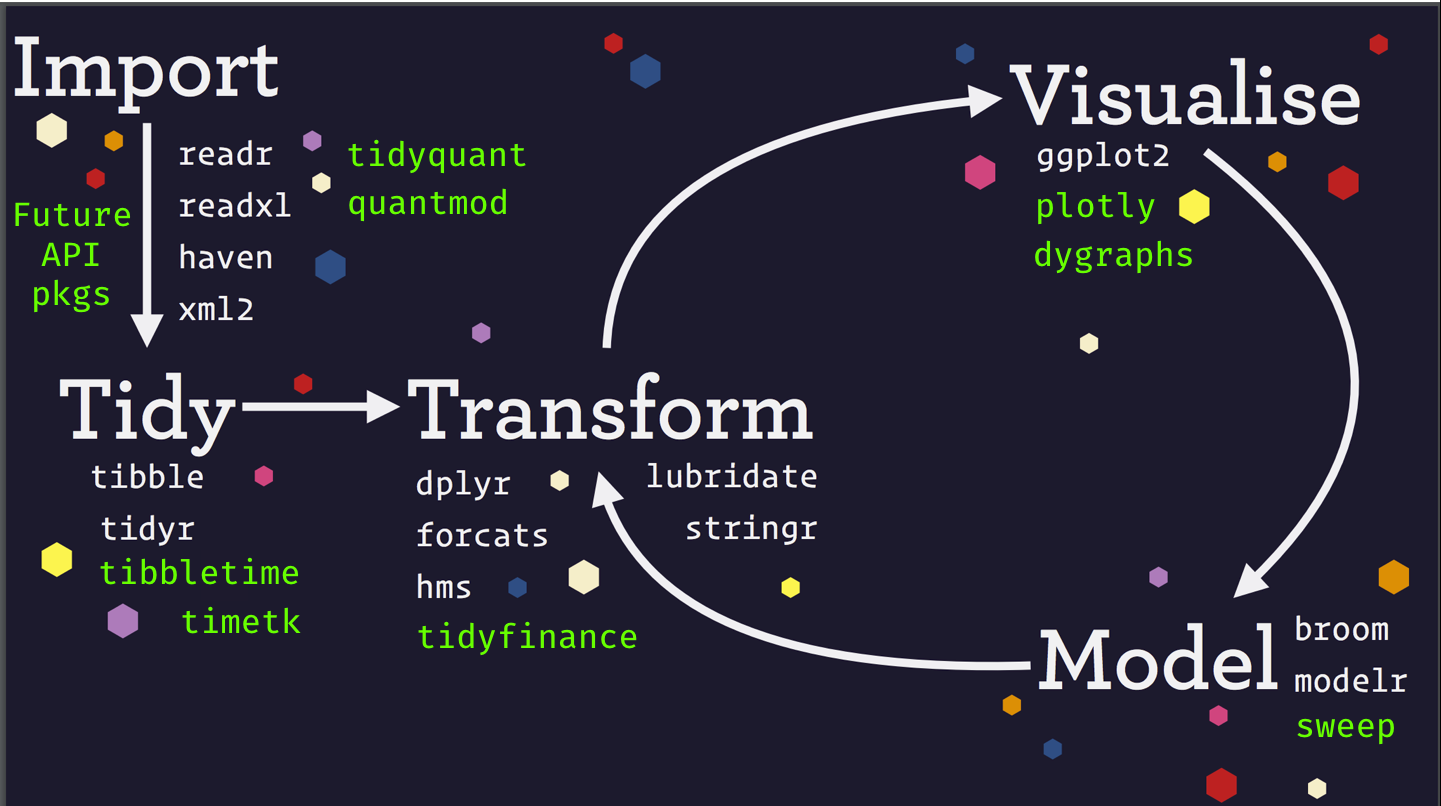 Import
readr
readxl
haven
xml2
tidyquant
quantmod
Future
API
pkgs
Tidy
tibble
tidyr
tibbletime
timetk
Transform
dplyr
forcats
hms
tidyfinance
lubridate
stringr
Visualise
ggplot2
plotly
dygraphs
Model
broom
modelr
sweep